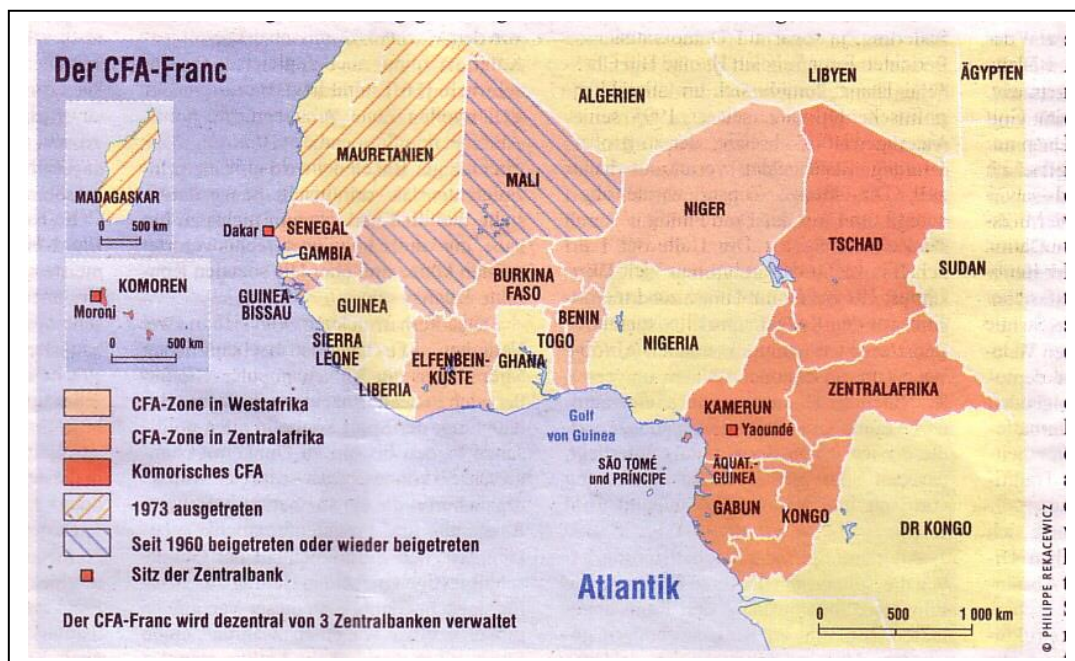 Der CFA-Franc
MADAGASKAR
0 500 km
KOMOREN
Moroni
0 500 km
ALGERIEN
LIBYEN
ÄGYPTEN
MAURETANIEN
MALI
NIGER
TSCHAD
SUDAN
Dakar
SENEGAL
GAMBIA
GUINEA-
BISSAU
GUINEA
SIERRA
LEONE
LIBERIA
ELFENBEIN-
KÜSTE
BURKINA
FASO
GHANA
TOGO
BENIN
NIGERIA
KAMERUN
Yaoundé
ZENTRALAFRIKA
Golf
von Guinea
SÃO TOMÉ
und PRÍNCIPE
ÄQUAT.-
GUINEA
GABUN
KONGO
DR KONGO
Atlantik
CFA-Zone in Westafrika
CFA-Zone in Zentralafrika
Komorisches CFA
1973 ausgetreten
Seit 1960 beigetreten oder wieder beigetreten
Sitz der Zentralbank
Der CFA-Franc wird dezentral von 3 Zentralbanken verwaltet
0 500 1 000 km
© PHILIPPE REKACEWICZ